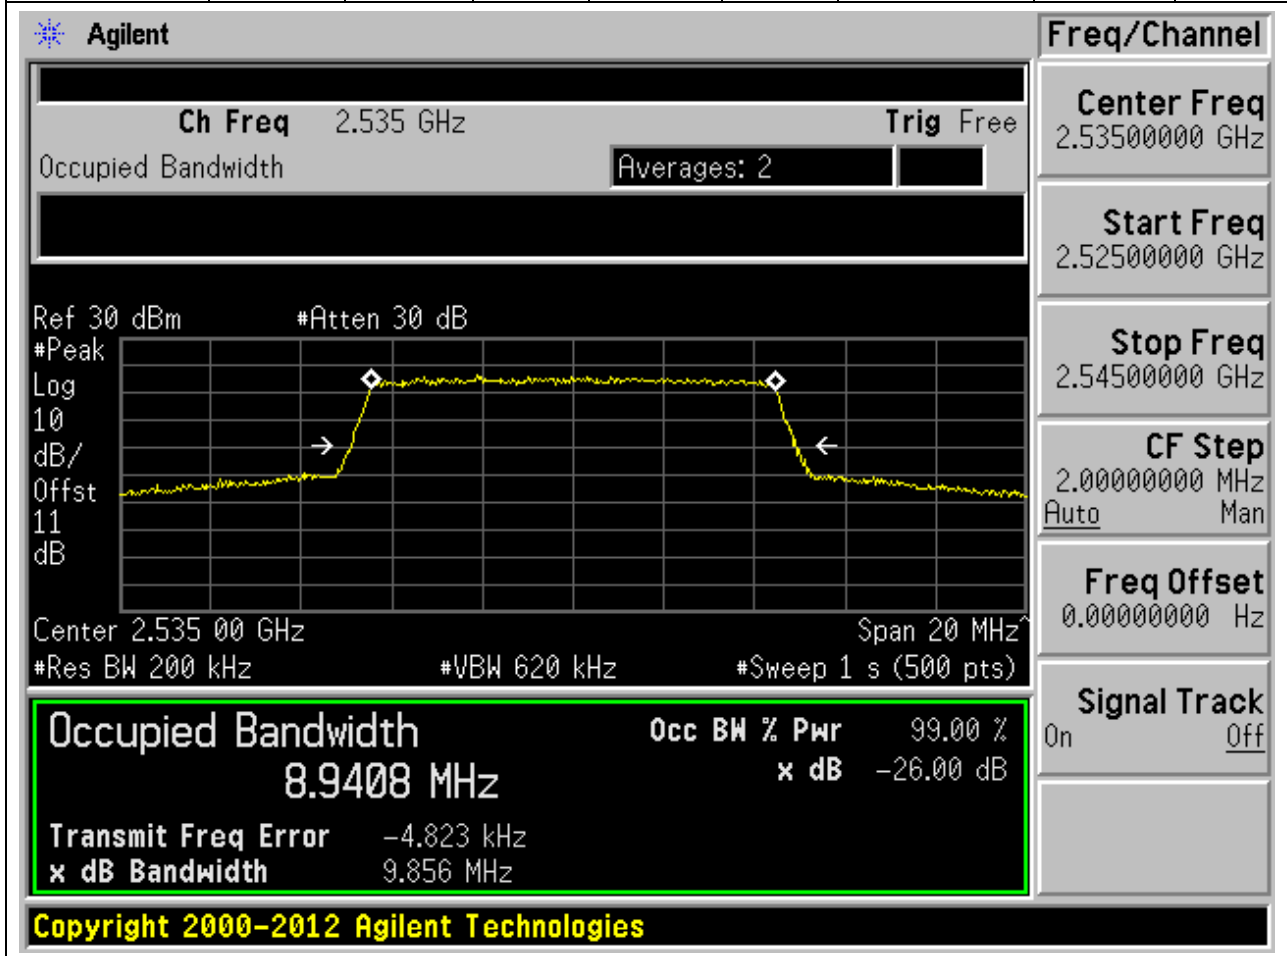 Agilent
Freq/Channel
Ch Freq 2.535 GHz Trig Free
Occupied Bandwidth Averages: 2
Center Freq
2.53500000 GHz
Start Freq
2.52500000 GHz
Stop Freq
2.54500000 GHz
CF Step
2.00000000 MHz
Auto Man
Freq Offset
0.00000000 Hz
Signal Track
On Off
Ref 30 dBm #Atten 30 dB
#Peak
Log
10
dB/
Offst
11
dB
Center 2.535 00 GHz Span 20 MHz^
#Res BW 200 kHz #VBW 620 kHz #Sweep 1 s (500 pts)
Occupied Bandwidth Occ BW % Pwr 99.00 %
8.9408 MHz x dB -26.00 dB
Transmit Freq Error -4.823 kHz
x dB Bandwidth 9.856 MHz
Copyright 2000-2012 Agilent Technologies